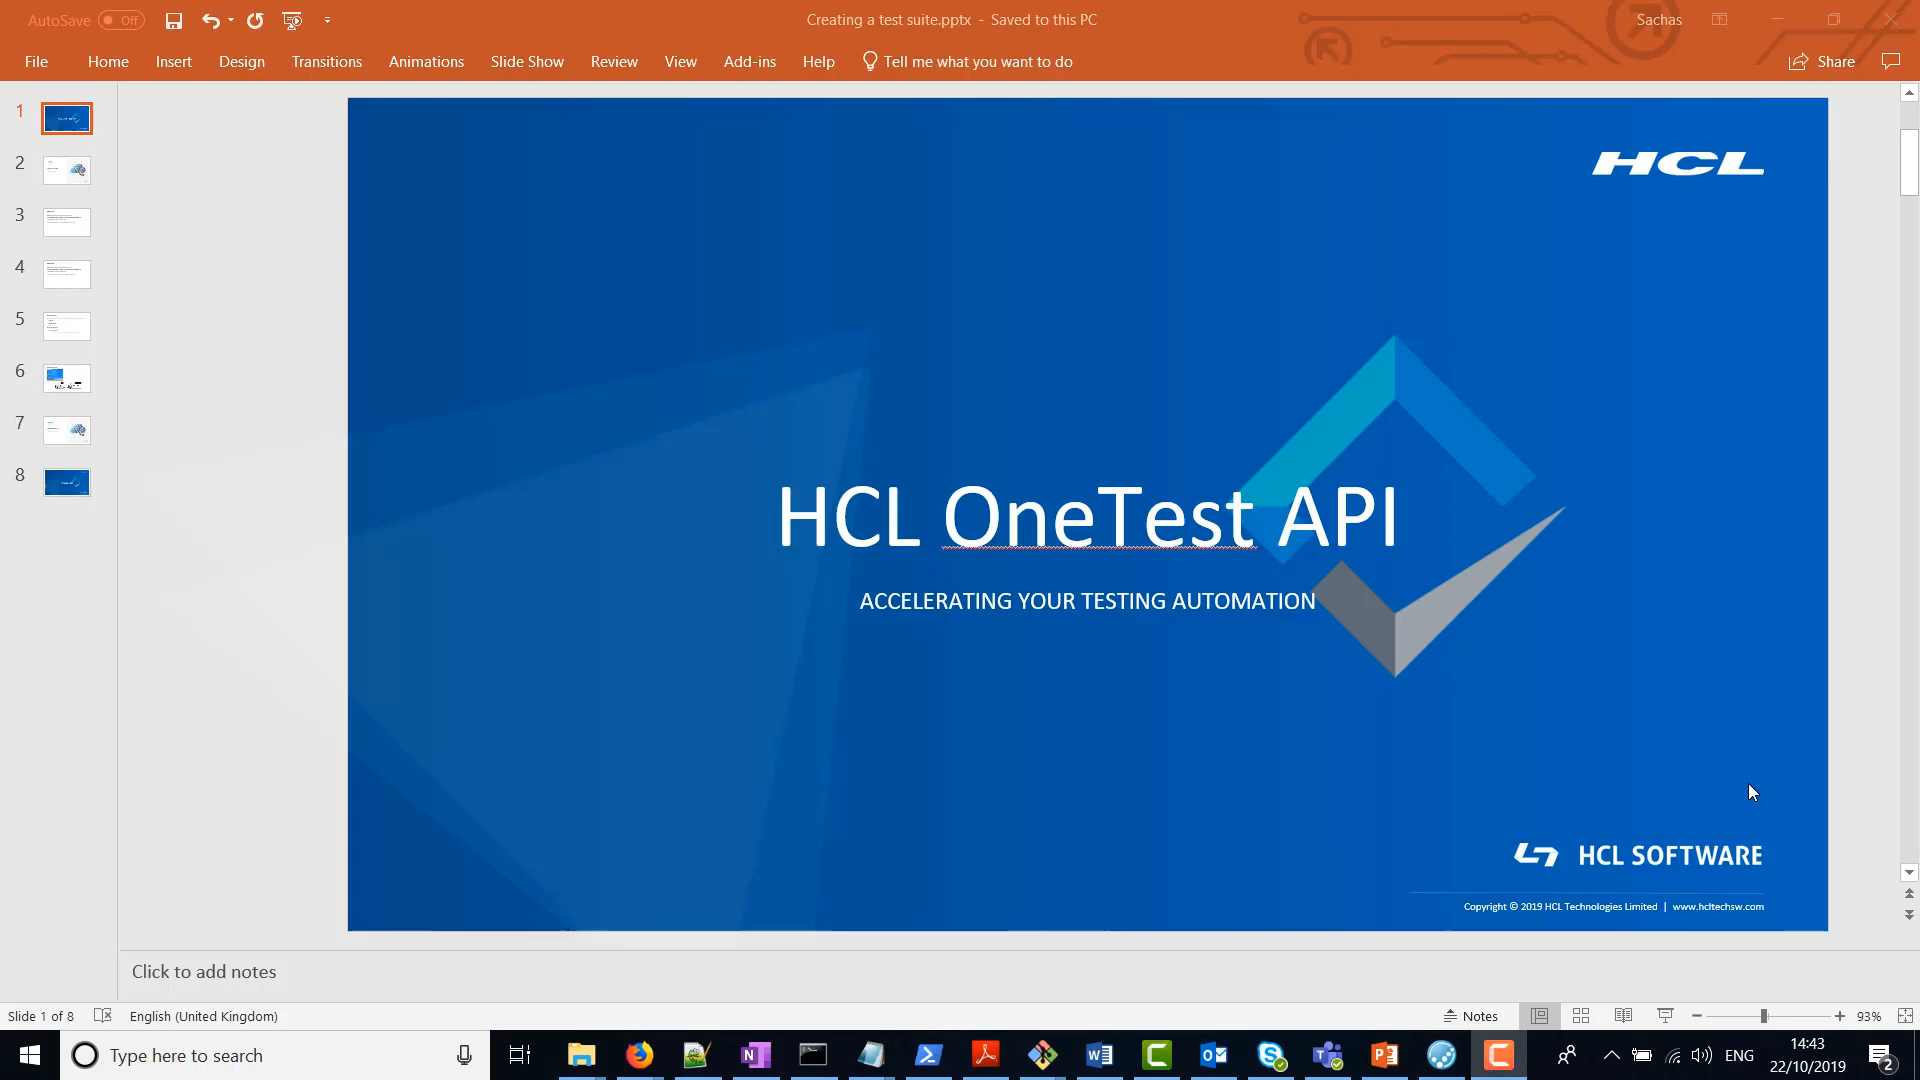 AutoSave Off
Creating a test suite.pptx - Saved to this PC
Sachas
File Home Insert Design Transitions Animations Slide Show Review View Add-ins Help Tell me what you want to do
Share
1
2
3
4
5
6
7
8
HCL
HCL OneTest API
ACCELERATING YOUR TESTING AUTOMATION
HCL SOFTWARE
Copyright © 2019 HCL Technologies Limited | www.hcltechsw.com
Click to add notes
Slide 1 of 8 English (United Kingdom) Notes 93%
Type here to search
ENG
14:43
22/10/2019
2